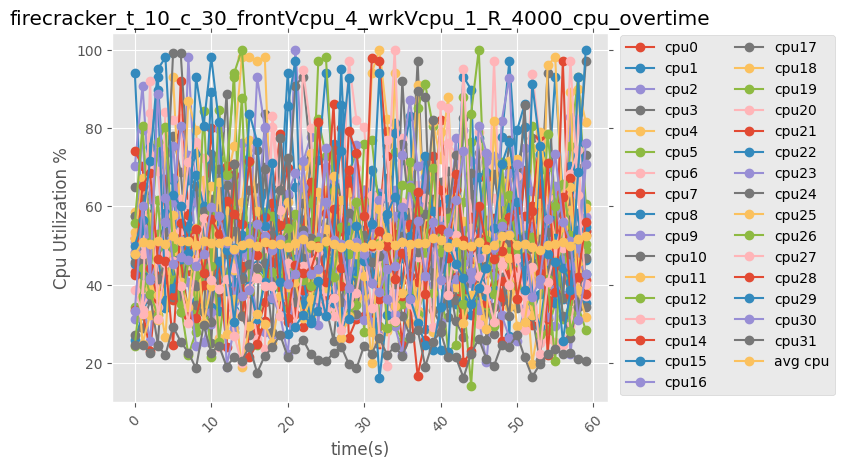 firecracker_t_10_c_30_frontVcpu_4_wrkVcpu_1_R_4000_cpu_overtime
100
80
60
40
20
Cpu Utilization %
0
10
20
30
40
50
60
time(s)
cpu0
cpu1
cpu2
cpu3
cpu4
cpu5
cpu6
cpu7
cpu8
cpu9
cpu10
cpu11
cpu12
cpu13
cpu14
cpu15
cpu16
cpu17
cpu18
cpu19
cpu20
cpu21
cpu22
cpu23
cpu24
cpu25
cpu26
cpu27
cpu28
cpu29
cpu30
cpu31
avg cpu